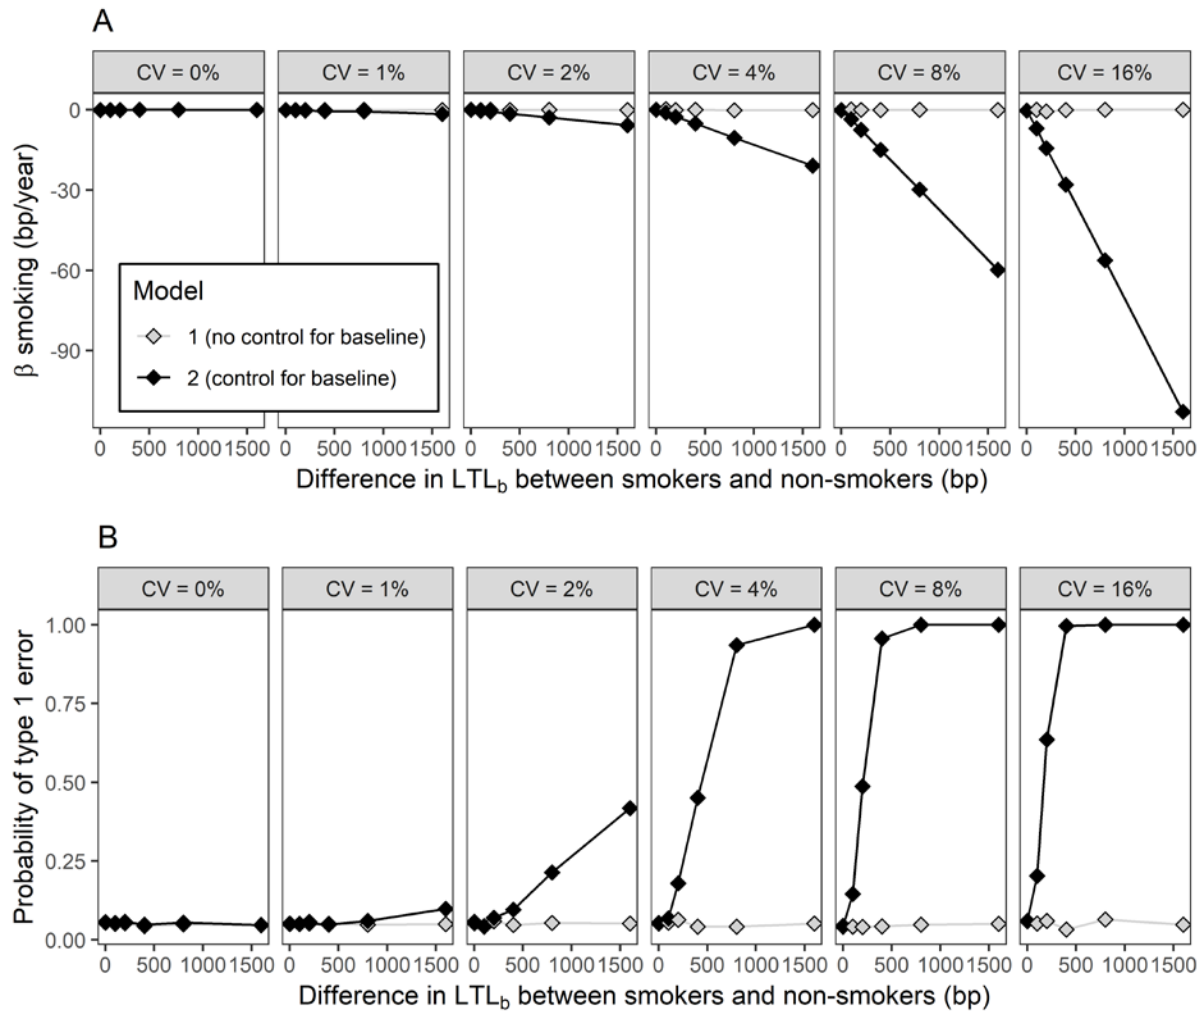 A
CV = 0%
CV = 1%
CV = 2%
CV = 4%
CV = 8%
CV = 16%
β smoking (bp/year)
0
-30
-60
-90
Model
1 (no control for baseline)
2 (control for baseline)
0 500 1000 1500 0 500 1000 1500 0 500 1000 1500 0 500 1000 1500 0 500 1000 1500 0 500 1000 1500
Difference in LTLb between smokers and non-smokers (bp)
B
CV = 0%
CV = 1%
CV = 2%
CV = 4%
CV = 8%
CV = 16%
Probability of type 1 error
1.00
0.75
0.50
0.25
0.00
0 500 1000 1500 0 500 1000 1500 0 500 1000 1500 0 500 1000 1500 0 500 1000 1500 0 500 1000 1500
Difference in LTLb between smokers and non-smokers (bp)